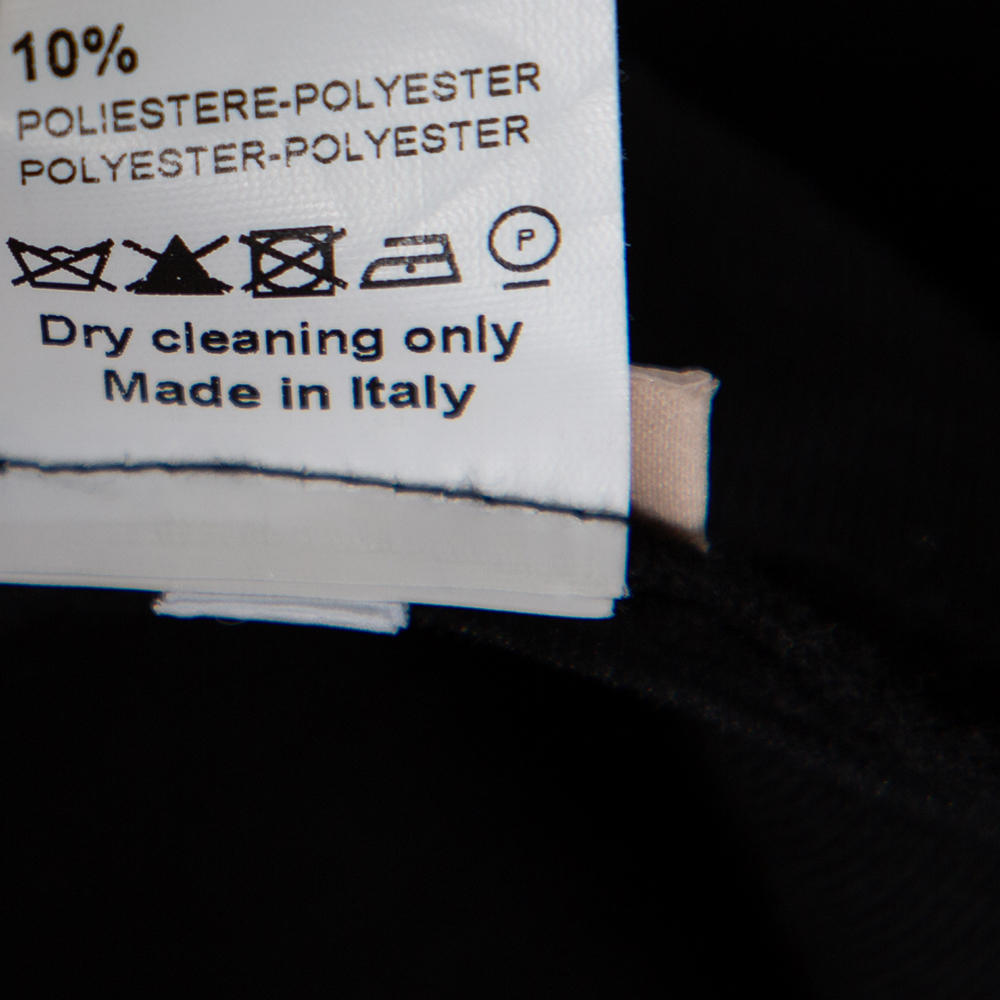 10%
POLIESTERE-POLYESTER
POLYESTER-POLYESTER
P
Dry cleaning only
Made in Italy